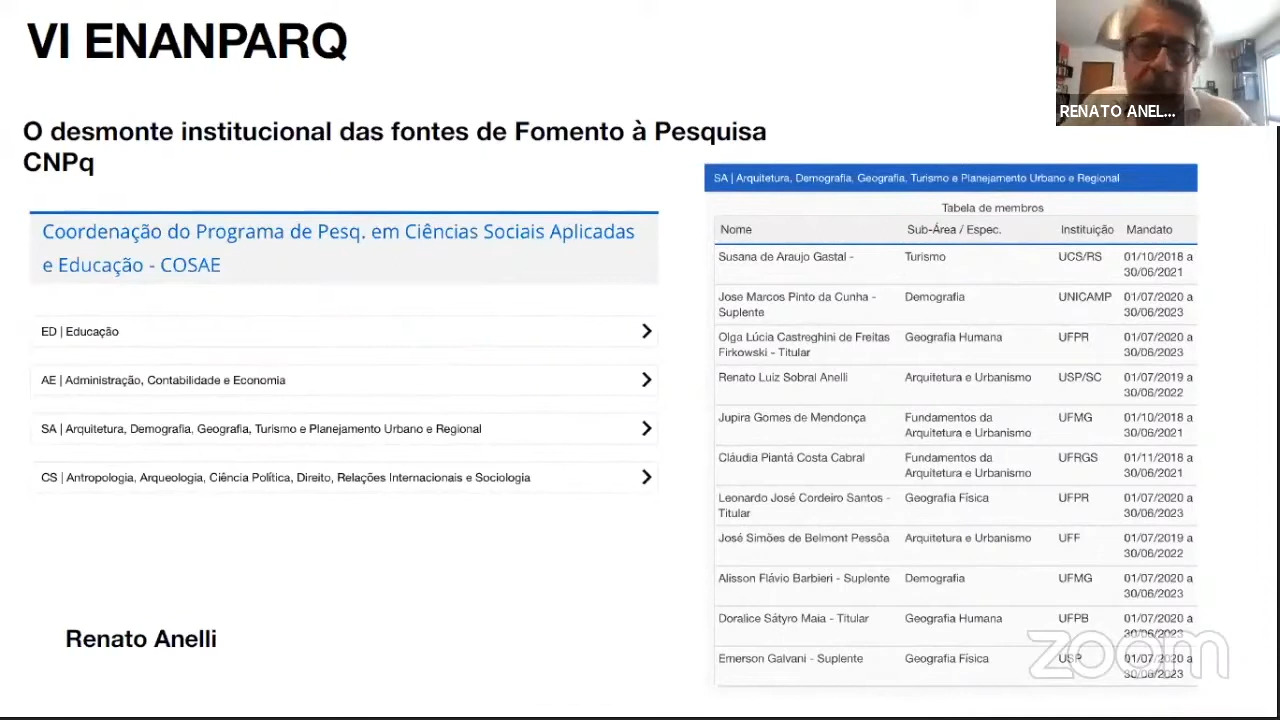 VI ENANPARQ
RENATO ANEL...
O desmonte institucional das fontes de Fomento à Pesquisa
CNPq
Coordenação do Programa de Pesq. em Ciências Sociais Aplicadas
e Educação - COSAE
ED | Educação
AE | Administração, Contabilidade e Economia
SA | Arquitetura, Demografia, Geografia, Turismo e Planejamento Urbano e Regional
CS | Antropologia, Arqueologia, Ciência Política, Direito, Relações Internacionais e Sociologia
Renato Anelli
SA | Arquitetura, Demografia, Geografia, Turismo e Planejamento Urbano e Regional
Tabela de membros
Nome Sub-Área / Espec. Instituição Mandato
Susana de Araujo Gastal - Turismo UCS/RS 01/10/2018 a
30/06/2021
Jose Marcos Pinto da Cunha - Demografia UNICAMP 01/07/2020 a
Suplente 30/06/2023
Olga Lúcia Castreghini de Freitas Geografia Humana UFPR 01/07/2020 a
Firkowski - Titular 30/06/2023
Renato Luiz Sobral Anelli Arquitetura e Urbanismo USP/SC 01/07/2019 a
30/06/2022
Jupira Gomes de Mendonça Fundamentos da UFMG 01/10/2018 a
Arquitetura e Urbanismo 30/06/2021
Cláudia Piantá Costa Cabral Fundamentos da UFRGS 01/11/2018 a
Arquitetura e Urbanismo 30/06/2021
Leonardo José Cordeiro Santos - Geografia Física UFPR 01/07/2020 a
Titular 30/06/2023
José Simões de Belmont Pessôa Arquitetura e Urbanismo UFF 01/07/2019 a
30/06/2022
Alisson Flávio Barbieri - Suplente Demografia UFMG 01/07/2020 a
30/06/2023
Doralice Sátyro Maia - Titular Geografia Humana UFPB 01/07/2020 a
30/06/2023
Emerson Galvani - Suplente Geografia Física USP 01/07/2020 a
30/06/2023
zoom